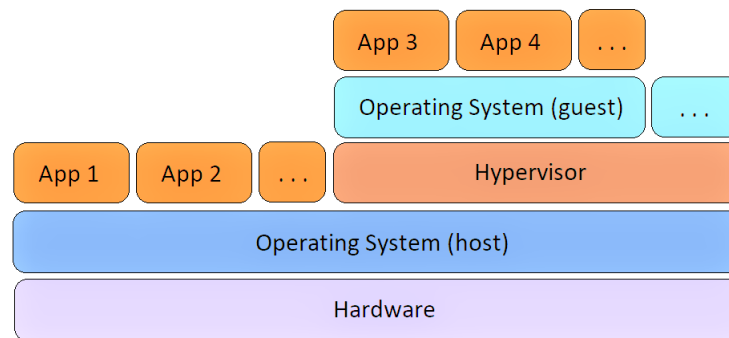 App 3 App 4 . . .
Operating System (guest) . . .
App 1 App 2 . . . Hypervisor
Operating System (host)
Hardware